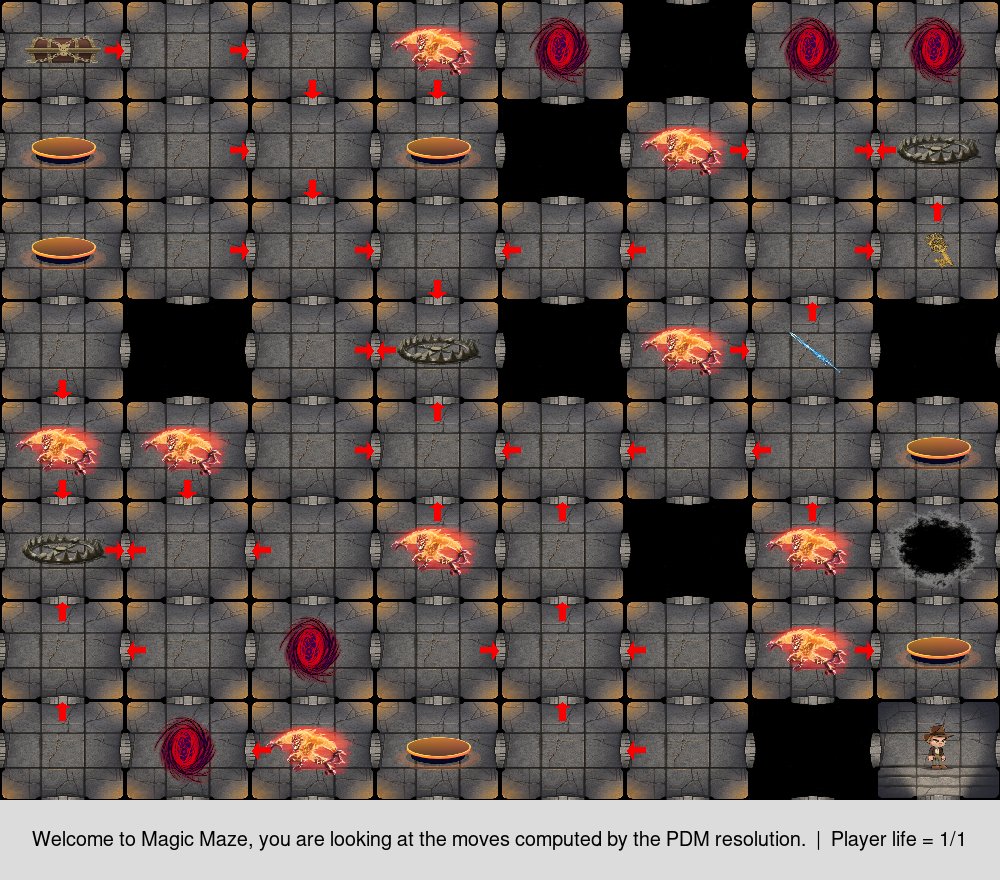 Welcome to Magic Maze, you are looking at the moves computed by the PDM resolution.  |  Player life = 1/1